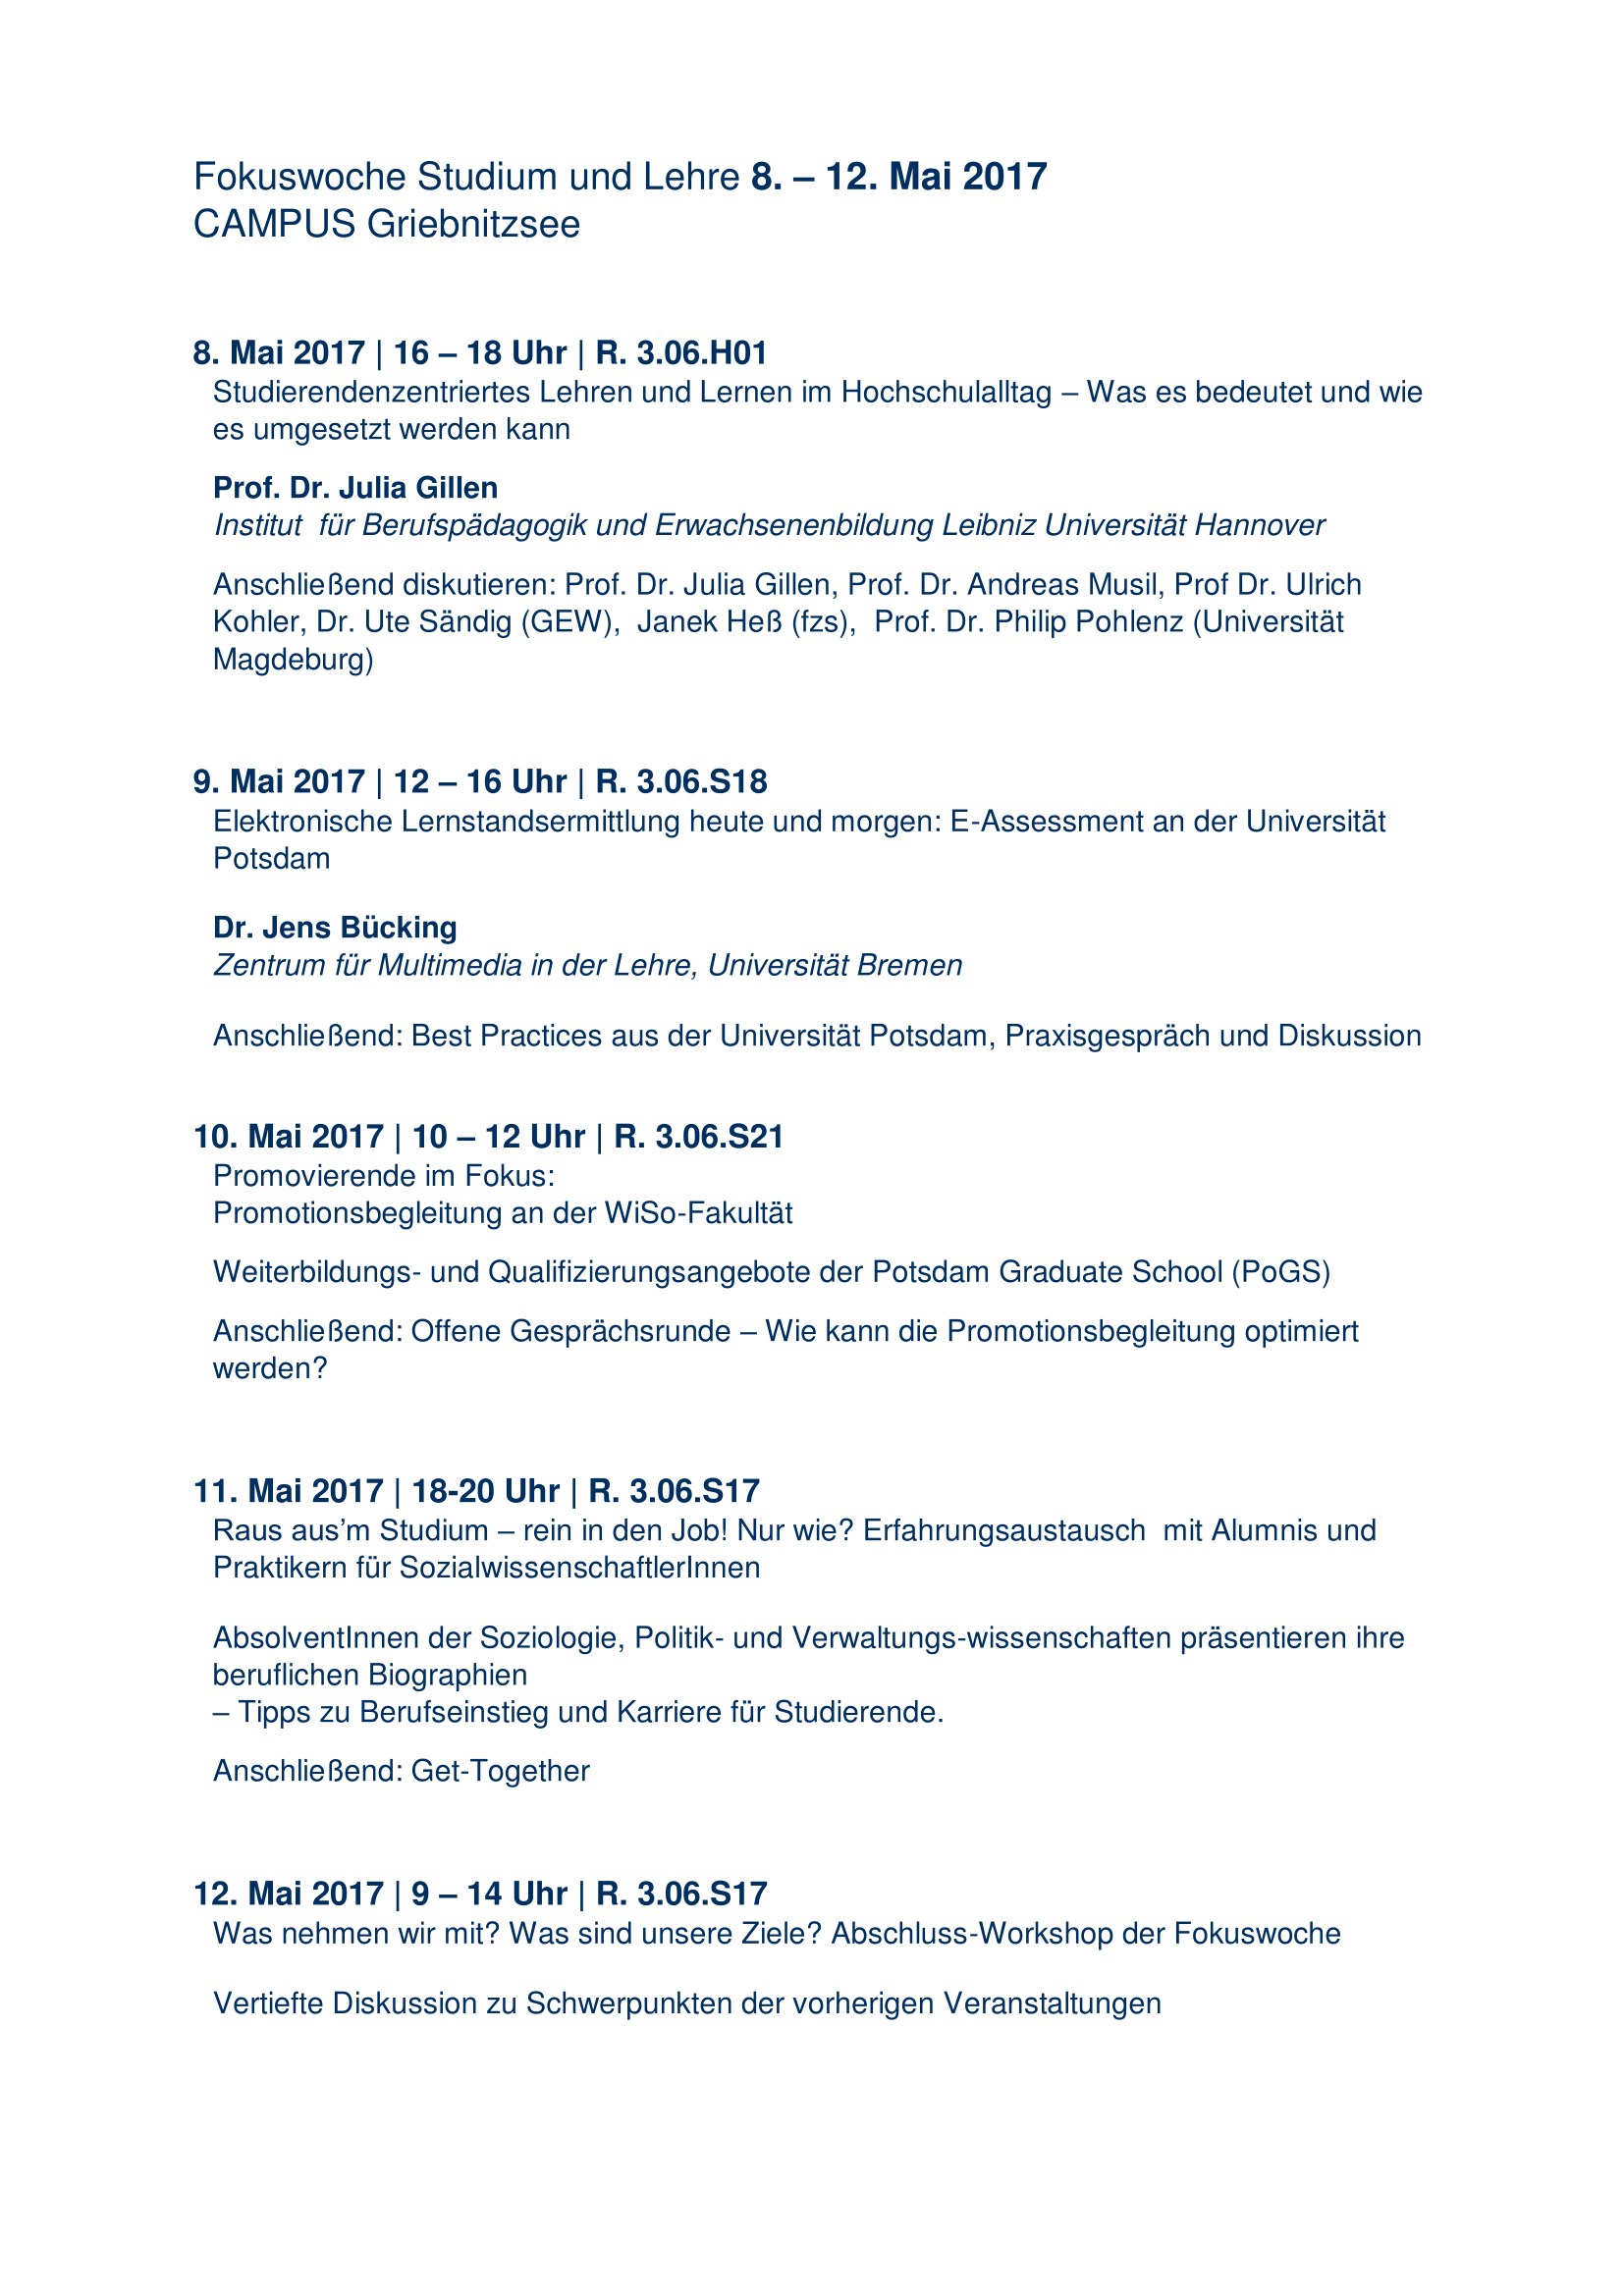 Fokuswoche Studium und Lehre 8. – 12. Mai 2017
CAMPUS Griebnitzsee
8. Mai 2017 | 16 – 18 Uhr | R. 3.06.H01
Studierendenzentriertes Lehren und Lernen im Hochschulalltag – Was es bedeutet und wie
es umgesetzt werden kann
Prof. Dr. Julia Gillen
Institut  für Berufspädagogik und Erwachsenenbildung Leibniz Universität Hannover
Anschließend diskutieren: Prof. Dr. Julia Gillen, Prof. Dr. Andreas Musil, Prof Dr. Ulrich
Kohler, Dr. Ute Sändig (GEW),  Janek Heß (fzs),  Prof. Dr. Philip Pohlenz (Universität
Magdeburg)
9. Mai 2017 | 12 – 16 Uhr | R. 3.06.S18
Elektronische Lernstandsermittlung heute und morgen: E-Assessment an der Universität
Potsdam
Dr. Jens Bücking
Zentrum für Multimedia in der Lehre, Universität Bremen
Anschließend: Best Practices aus der Universität Potsdam, Praxisgespräch und Diskussion
10. Mai 2017 | 10 – 12 Uhr | R. 3.06.S21
Promovierende im Fokus:
Promotionsbegleitung an der WiSo-Fakultät
Weiterbildungs- und Qualifizierungsangebote der Potsdam Graduate School (PoGS)
Anschließend: Offene Gesprächsrunde – Wie kann die Promotionsbegleitung optimiert
werden?
11. Mai 2017 | 18-20 Uhr | R. 3.06.S17
Raus aus’m Studium – rein in den Job! Nur wie? Erfahrungsaustausch  mit Alumnis und
Praktikern für SozialwissenschaftlerInnen
AbsolventInnen der Soziologie, Politik- und Verwaltungs-wissenschaften präsentieren ihre
beruflichen Biographien
– Tipps zu Berufseinstieg und Karriere für Studierende.
Anschließend: Get-Together
12. Mai 2017 | 9 – 14 Uhr | R. 3.06.S17
Was nehmen wir mit? Was sind unsere Ziele? Abschluss-Workshop der Fokuswoche
Vertiefte Diskussion zu Schwerpunkten der vorherigen Veranstaltungen